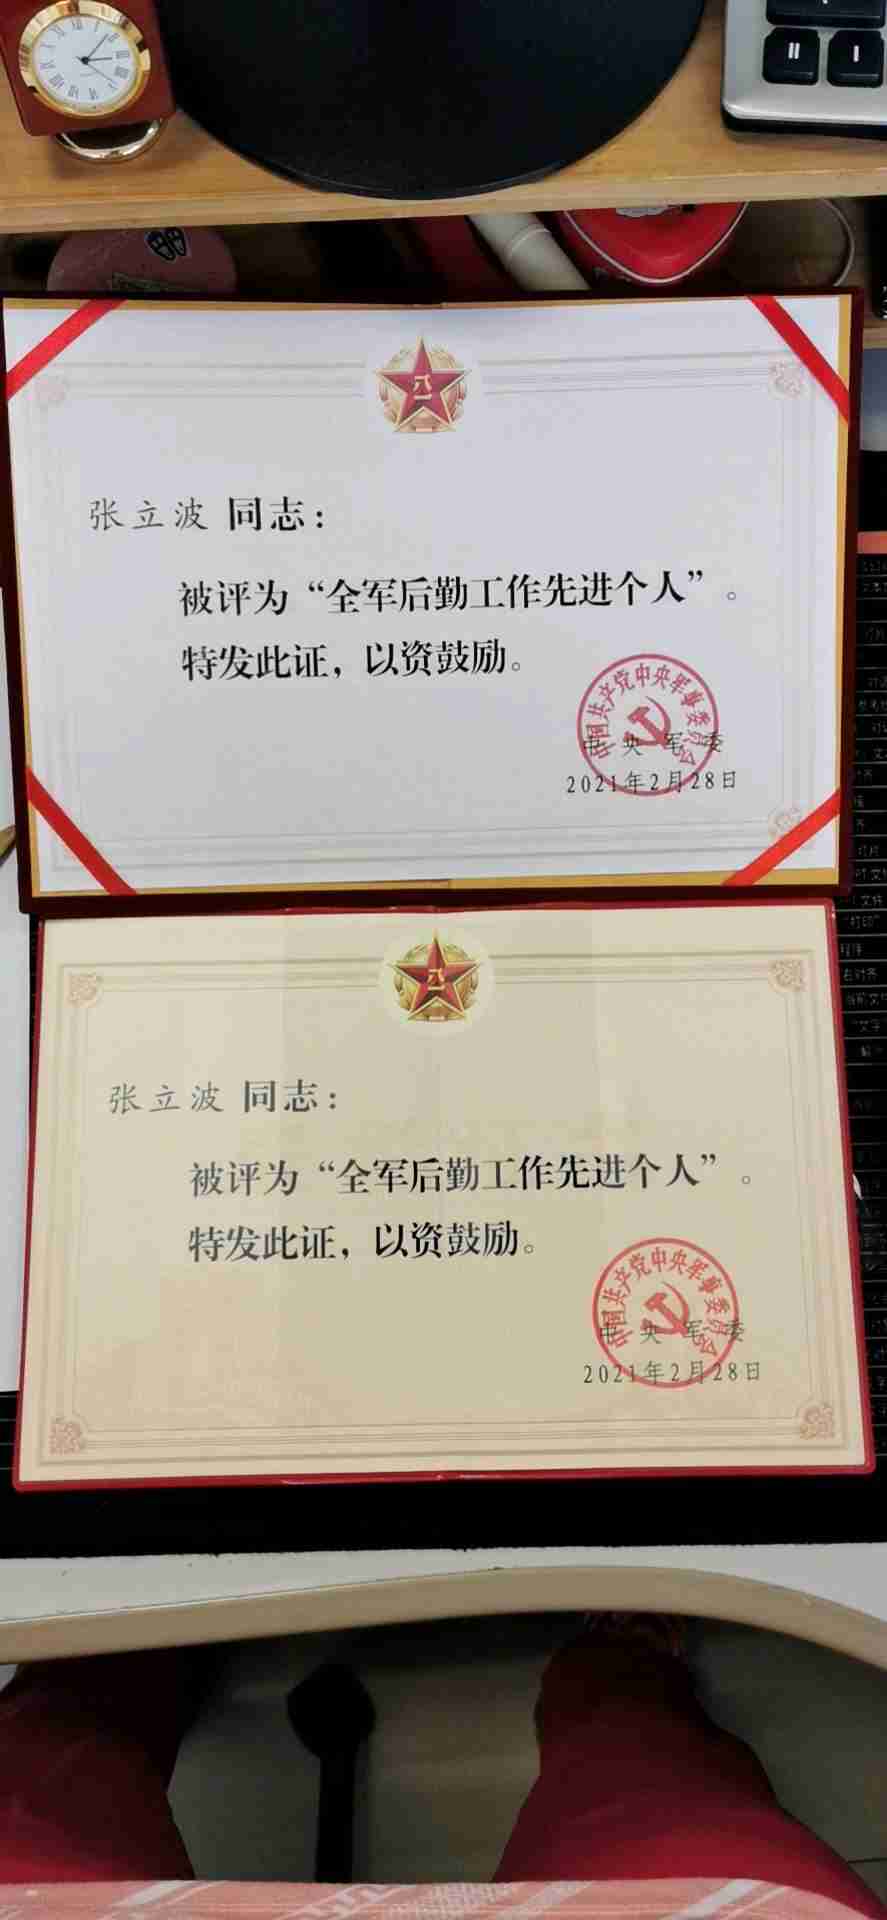 八一
张立波 同志：
被评为“全军后勤工作先进个人”。
特发此证，以资鼓励。
中国共产党中央军事委员会
中央军委
2021年2月28日
八一
张立波 同志：
被评为“全军后勤工作先进个人”。
特发此证，以资鼓励。
中国共产党中央军事委员会
中央军委
2021年2月28日